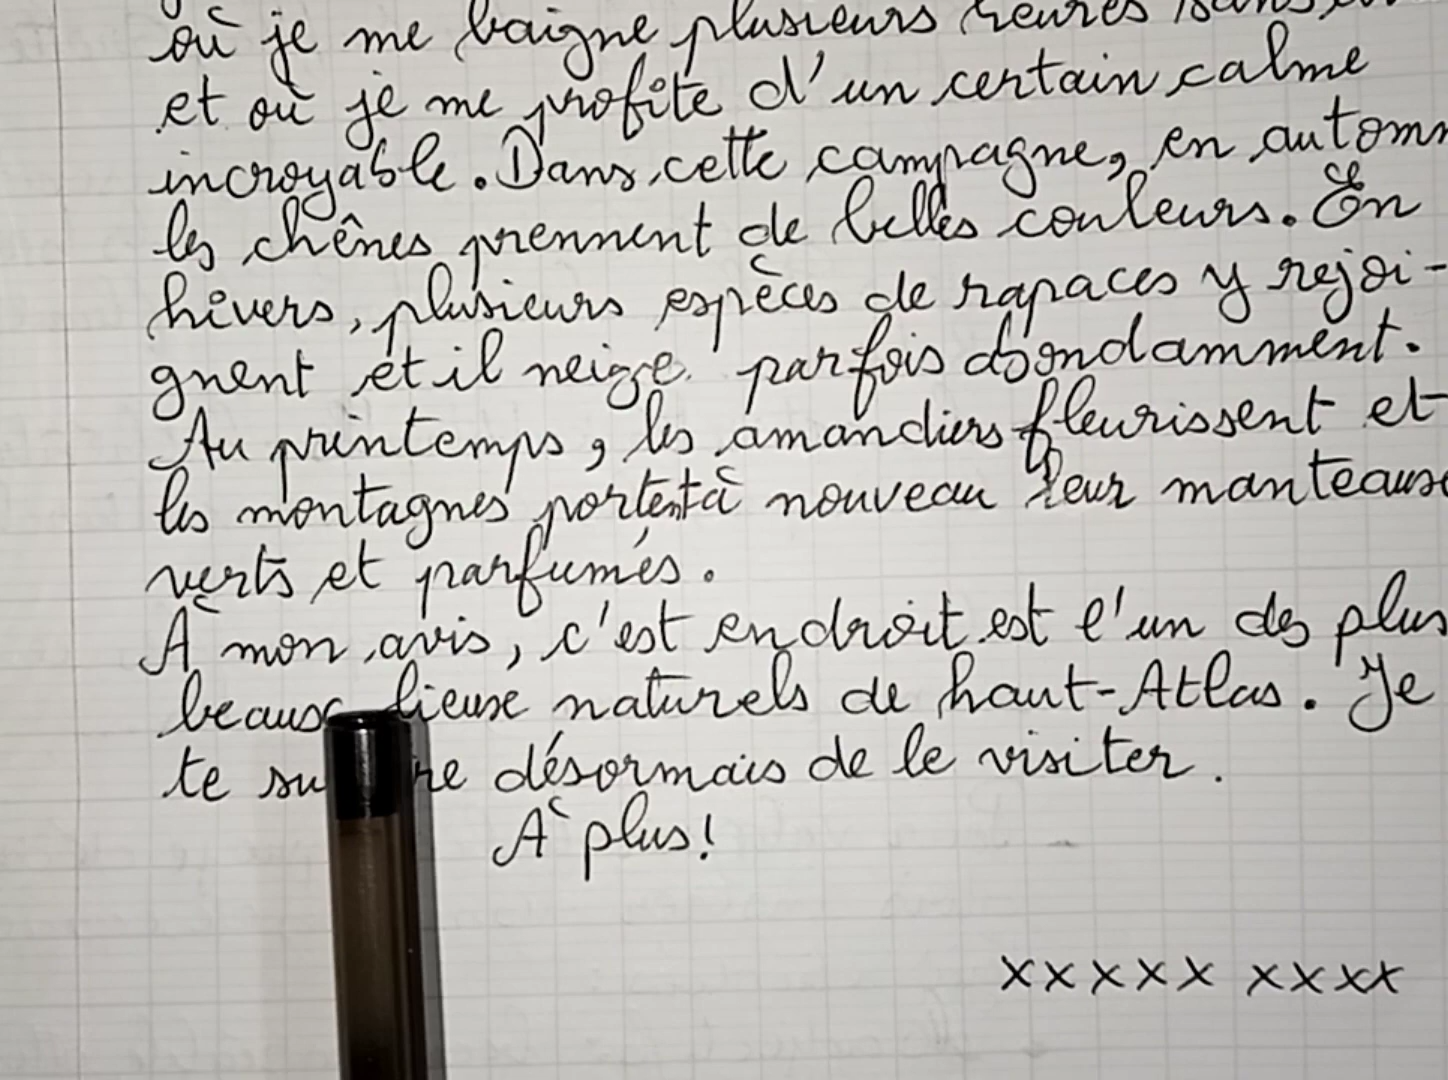 où je me baigne plusieurs heures
et où je me profite d'un certain calme
incroyable. Dans cette campagne, en autom
les chênes prennent de belles couleurs. En
hivers, plusieurs espèces de rapaces y rejoi-
gnent et il neige parfois abondamment.
Au printemps, les amandiers fleurissent et
les montagnes portent à nouveau leur manteaux
verts et parfumés.
À mon avis, c'est endroit est l'un des plus
beaux lieux naturels de haut-Atlas. Je
te désormais de le visiter.
À plus!
xxxxx xxxx